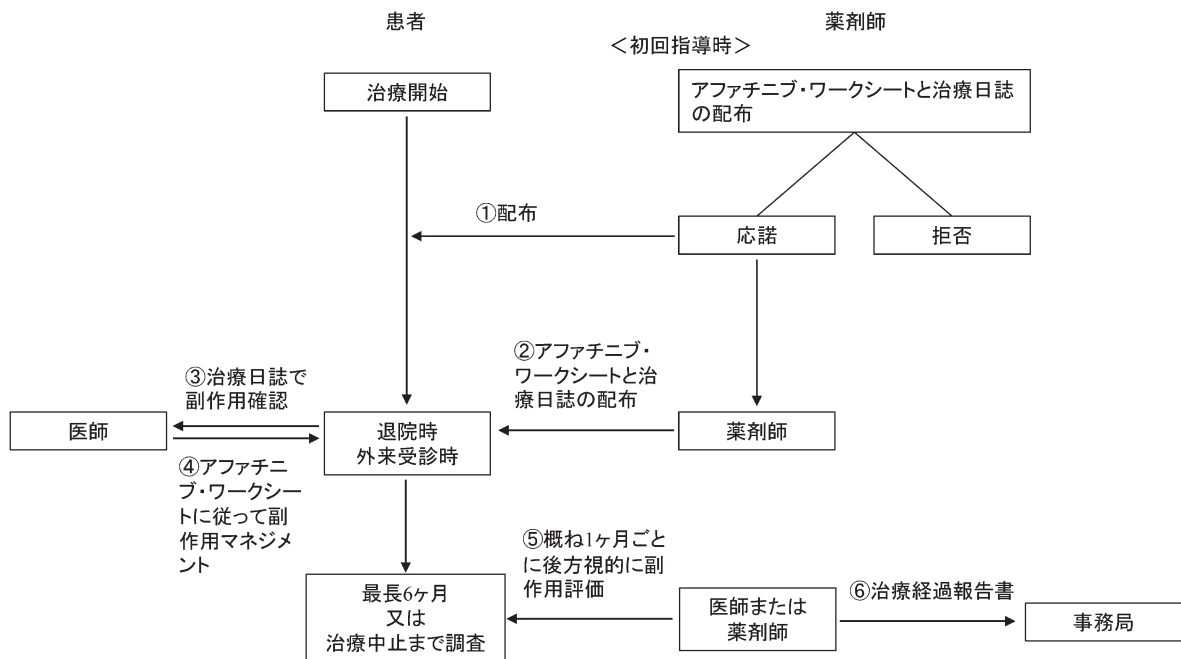 患者
薬剤師
＜初回指導時＞
治療開始
アファチニブ・ワークシートと治療日誌
の配布
①配布
応諾
拒否
②アファチニブ・
ワークシートと治
療日誌の配布
③治療日誌で
副作用確認
医師
退院時
外来受診時
薬剤師
④アファチニ
ブ・ワークシー
トに従って副
作用マネジメ
ント
⑤概ね1ヶ月ごと
に後方視的に副
作用評価
最長6ヶ月
又は
治療中止まで調査
医師または
薬剤師
⑥治療経過報告書
事務局